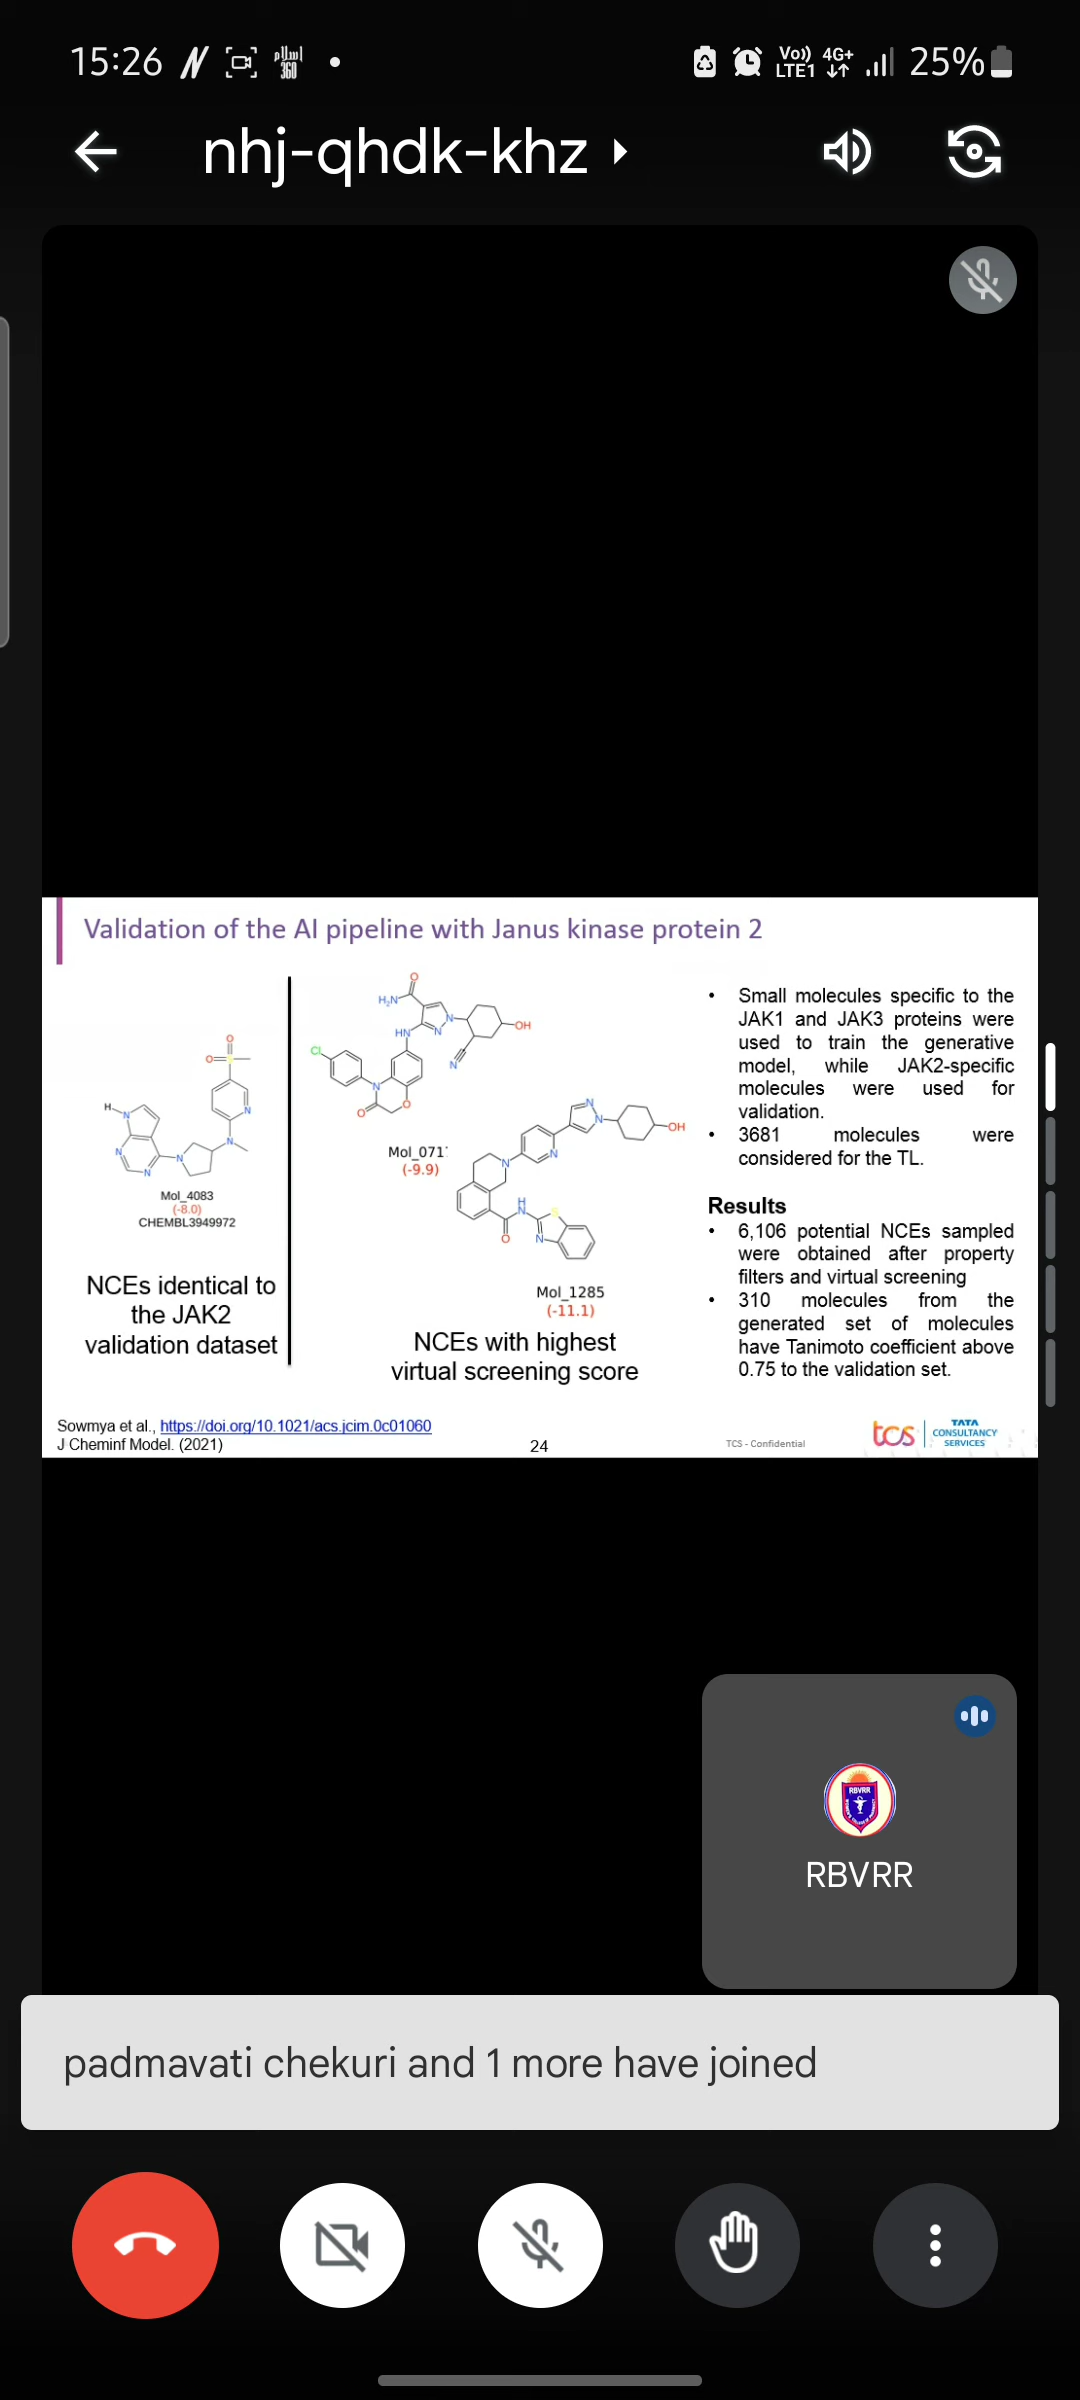 15:26
اسلام
360
Vo)) 4G+
LTE1
25%
nhj-qhdk-khz
Validation of the AI pipeline with Janus kinase protein 2
O
O S
N
H N
N
N
N
N
Mol_4083
(-8.0)
CHEMBL3949972
NCEs identical to
the JAK2
validation dataset
O
H₂N
N
N
OH
HN
Cl
N
N
O
O
Mol_071
(-9.9)
N
N
OH
N
N
H
N
S
O
N
Mol_1285
(-11.1)
NCEs with highest
virtual screening score
• Small molecules specific to the
JAK1 and JAK3 proteins were
used to train the generative
model, while JAK2-specific
molecules were used for
validation.
• 3681 molecules were
considered for the TL.
Results
• 6,106 potential NCEs sampled
were obtained after property
filters and virtual screening
• 310 molecules from the
generated set of molecules
have Tanimoto coefficient above
0.75 to the validation set.
Sowmya et al., https://doi.org/10.1021/acs.jcim.0c01060
J Cheminf Model. (2021)
24
TCS - Confidential
tcs
TATA
CONSULTANCY
SERVICES
RBVRR
RBVRR
padmavati chekuri and 1 more have joined